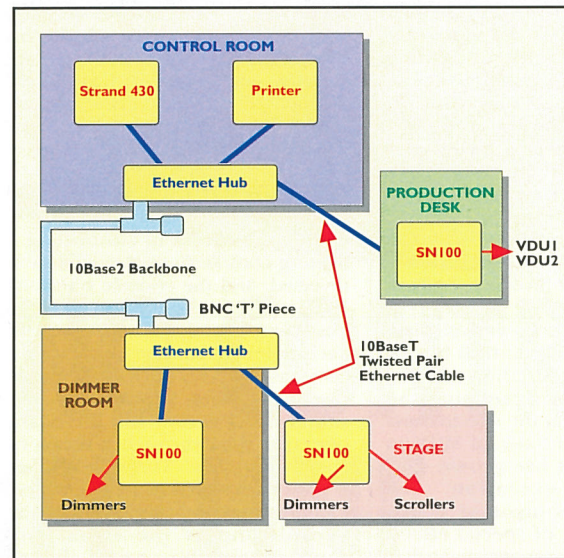 CONTROL ROOM
Strand 430
Printer
Ethernet Hub
PRODUCTION
DESK
SN100
VDU1
VDU2
10Base2 Backbone
BNC ‘T’ Piece
10BaseT
Twisted Pair
Ethernet Cable
Ethernet Hub
DIMMER
ROOM
SN100
Dimmers
SN100
STAGE
Dimmers
Scrollers